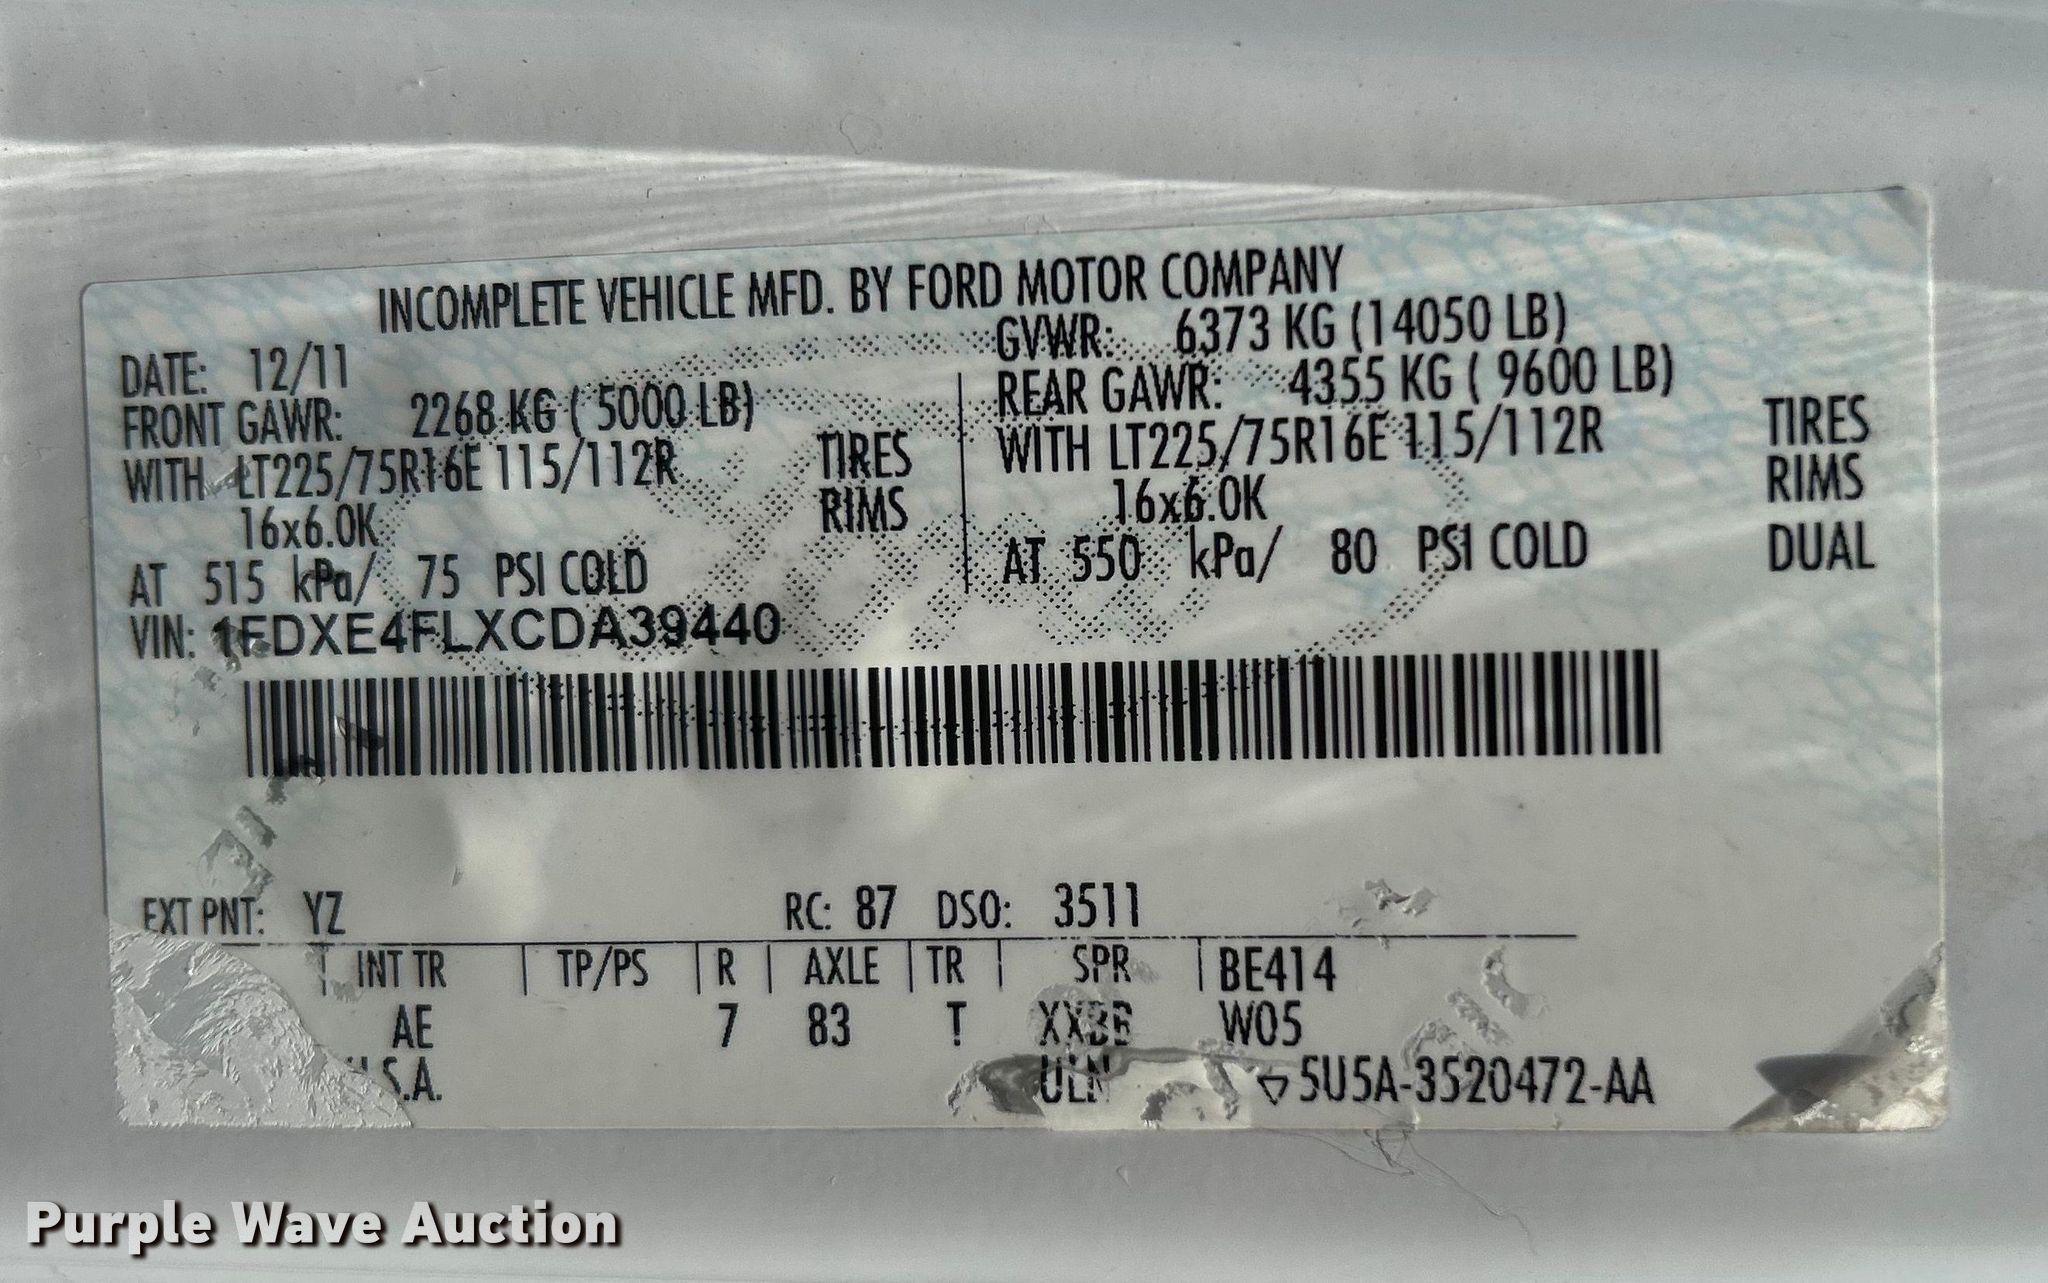 INCOMPLETE VEHICLE MFD. BY FORD MOTOR COMPANY
DATE: 12/11
GVWR: 6373 KG (14050 LB)
FRONT GAWR: 2268 KG ( 5000 LB)
REAR GAWR: 4355 KG ( 9600 LB)
WITH LT225/75R16E 115/112R TIRES
WITH LT225/75R16E 115/112R TIRES
16x6.0K RIMS
16x6.0K RIMS
AT 515 kPa/ 75 PSI COLD
AT 550 kPa/ 80 PSI COLD DUAL
VIN: 1FDXE4FLXCDA39440
EXT PNT: YZ RC: 87 DSO: 3511
INT TR TP/PS R AXLE TR SPR BE414
AE 7 83 T XXBB W05
U.S.A. ULN 5U5A-3520472-AA
Purple Wave Auction